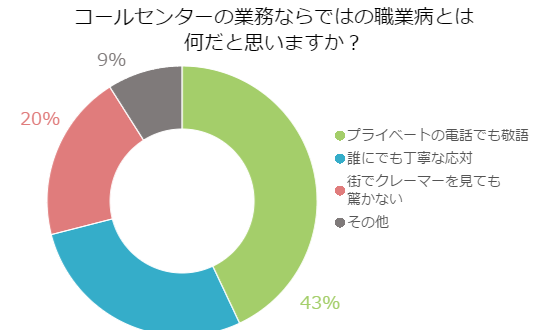 コールセンターの業務ならではの職業病とは
何だと思いますか？
9%
20%
43%
プライベートの電話でも敬語
誰にでも丁寧な応対
街でクレーマーを見ても
驚かない
その他